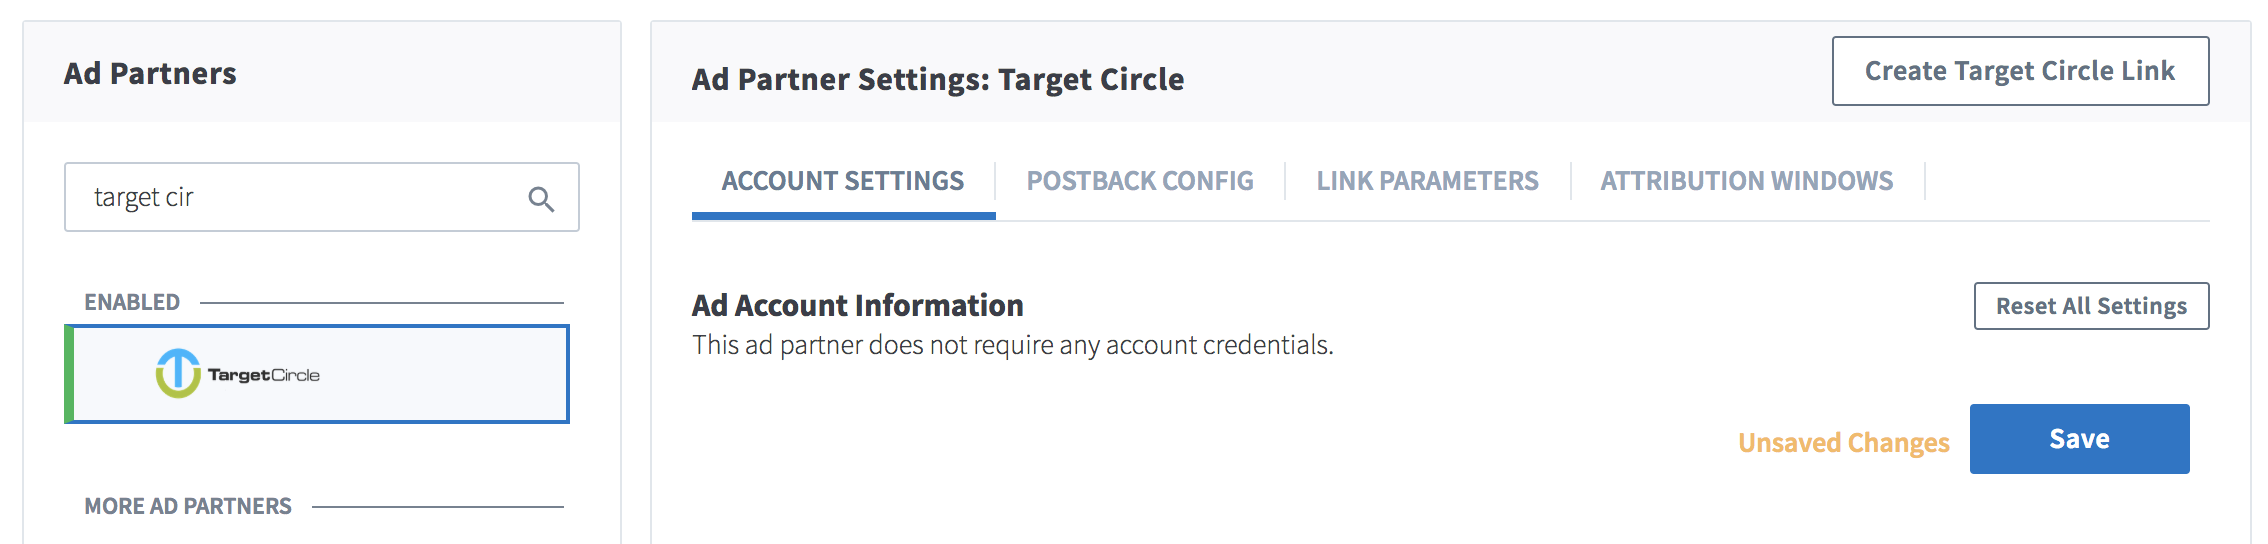 Ad Partners
target cir
ENABLED
TargetCircle
MORE AD PARTNERS
Ad Partner Settings: Target Circle
Create Target Circle Link
ACCOUNT SETTINGS
POSTBACK CONFIG
LINK PARAMETERS
ATTRIBUTION WINDOWS
Ad Account Information
Reset All Settings
This ad partner does not require any account credentials.
Unsaved Changes
Save